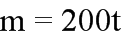 m = 200t